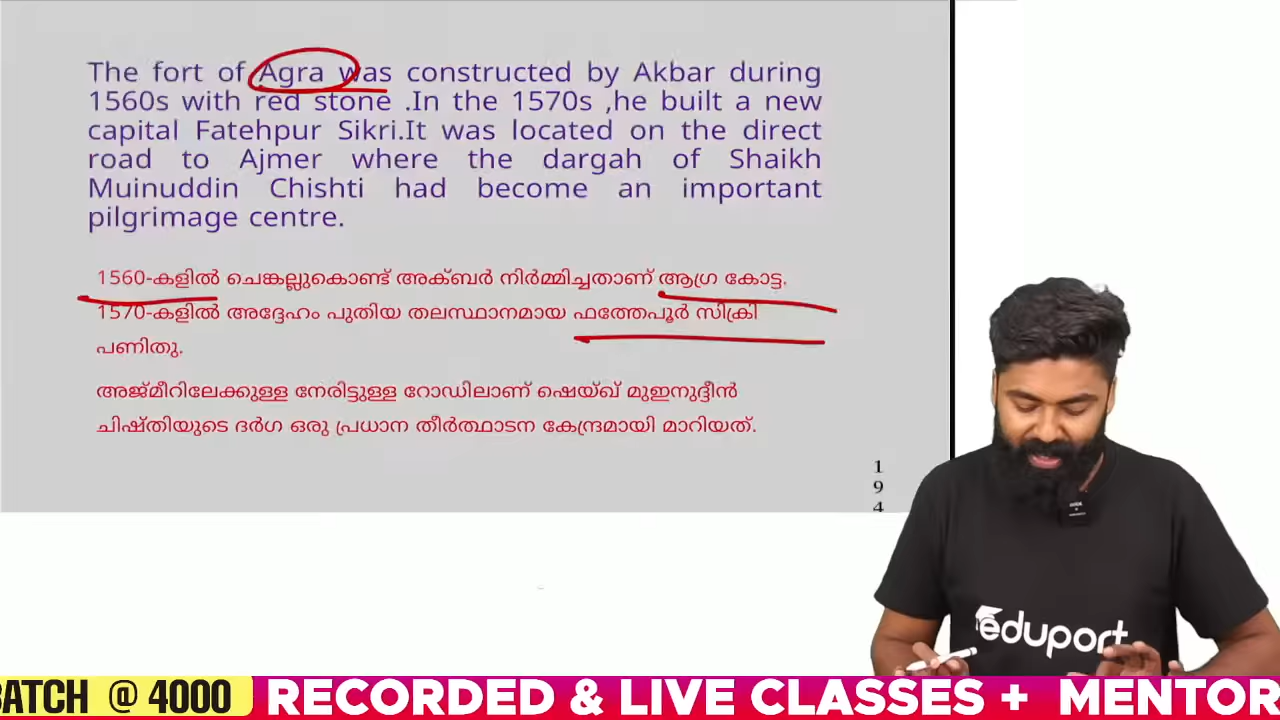 The fort of Agra was constructed by Akbar during
1560s with red stone .In the 1570s ,he built a new
capital Fatehpur Sikri.It was located on the direct
road to Ajmer where the dargah of Shaikh
Muinuddin Chishti had become an important
pilgrimage centre.
1560-കളിൽ ചെങ്കല്ലുകൊണ്ട് അക്ബർ നിർമ്മിച്ചതാണ് ആഗ്ര കോട്ട.
1570-കളിൽ അദ്ദേഹം പുതിയ തലസ്ഥാനമായ ഫത്തേപൂർ സിക്രി
പണിതു.
അജ്മീറിലേക്കുള്ള നേരിട്ടുള്ള റോഡിലാണ് ഷെയ്ഖ് മുഇനുദ്ദീൻ
ചിഷ്തിയുടെ ദർഗ ഒരു പ്രധാന തീർത്ഥാടന കേന്ദ്രമായി മാറിയത്.
1
9
4
eduport
BATCH @ 4000 RECORDED & LIVE CLASSES + MENTOR